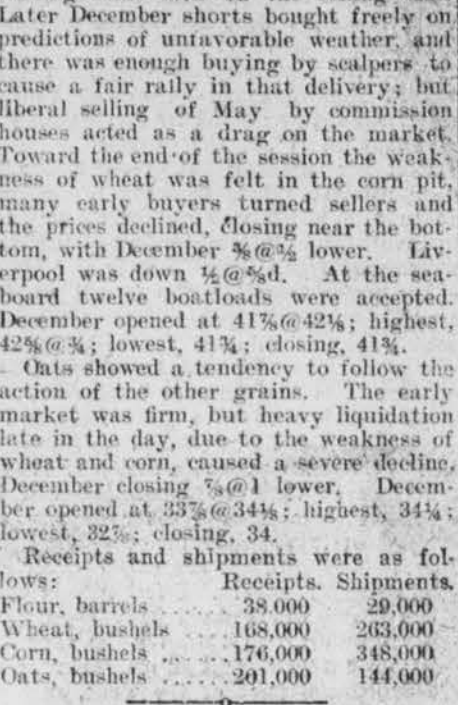 Later December shorts bought freely on
predictions of unfavorable weather, and
there was enough buying by scalpers to
cause a fair rally in that delivery; but
liberal selling of May by commission
houses acted as a drag on the market.
Toward the end of the session the weak-
ness of wheat was felt in the corn pit,
many early buyers turned sellers and
the prices declined, closing near the bot-
tom, with December ⅜@½ lower. Liv-
erpool was down ½@⅝d. At the sea-
board twelve boatloads were accepted.
December opened at 41⅞@42⅛; highest,
42⅝@¾; lowest, 41¾; closing, 41¾.
Oats showed a tendency to follow the
action of the other grains. The early
market was firm, but heavy liquidation
late in the day, due to the weakness of
wheat and corn, caused a severe decline,
December closing ⅞@1 lower. Decem-
ber opened at 33⅞@34⅛; highest, 34¼;
lowest, 32⅞; closing, 34.
Receipts and shipments were as fol-
lows: Receipts. Shipments.
Flour, barrels ...... 38.000 29,000
Wheat, bushels .....168,000 263,000
Corn, bushels .......176,000 348,000
Oats, bushels ......201,000 144,000